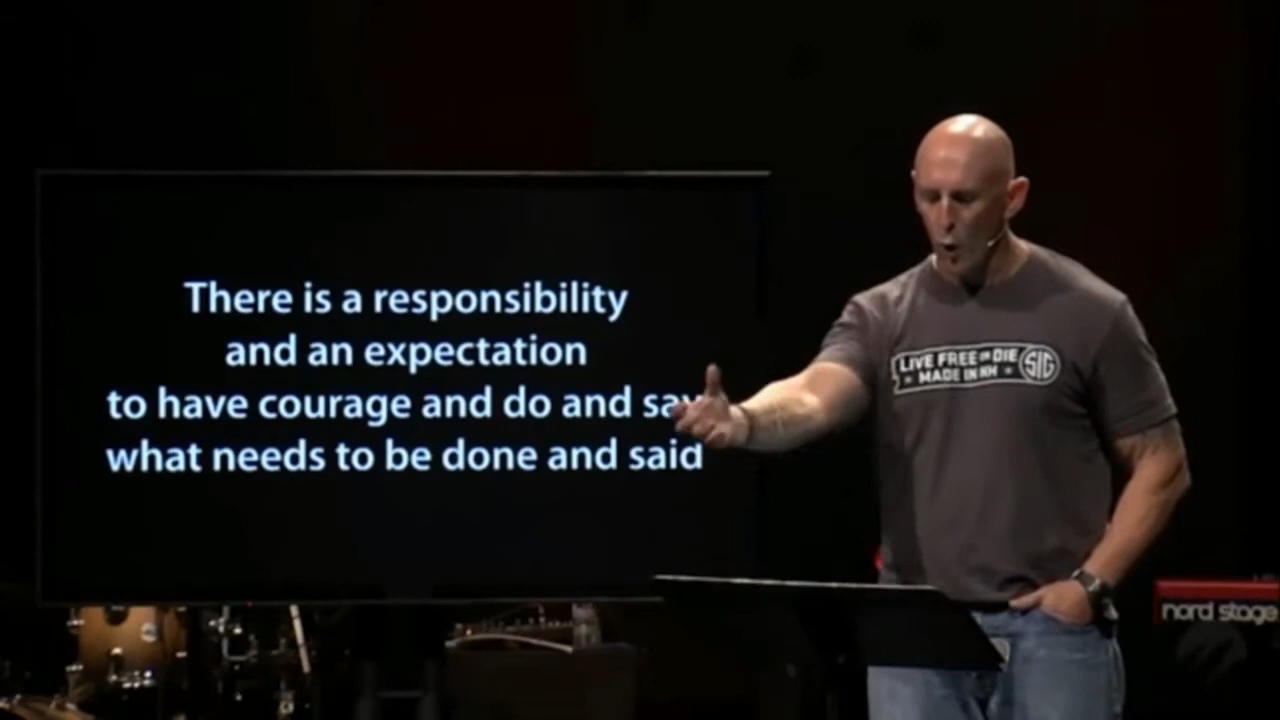 There is a responsibility
and an expectation
to have courage and do and say
what needs to be done and said
LIVE FREE OR DIE
MADE IN NH
SIG
nord stage